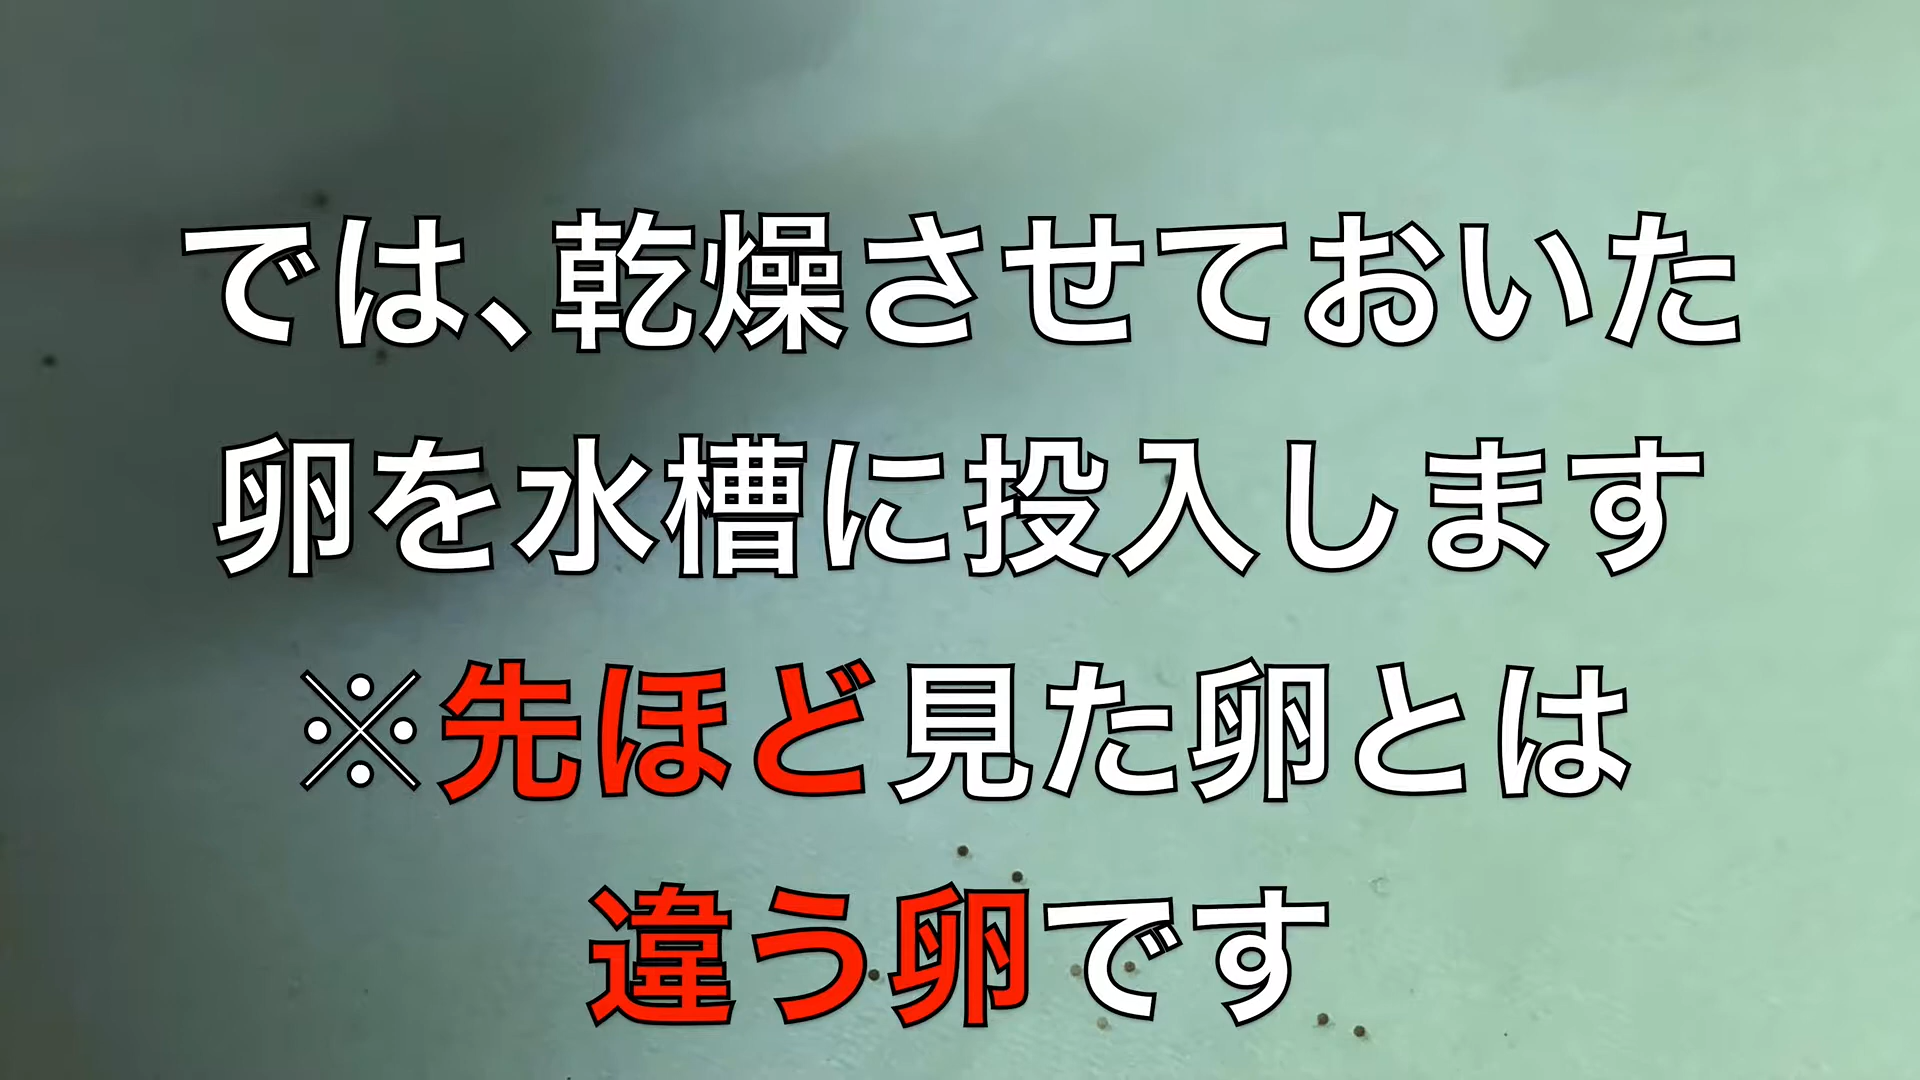 では、乾燥させておいた
卵を水槽に投入します
※先ほど見た卵とは
違う卵です